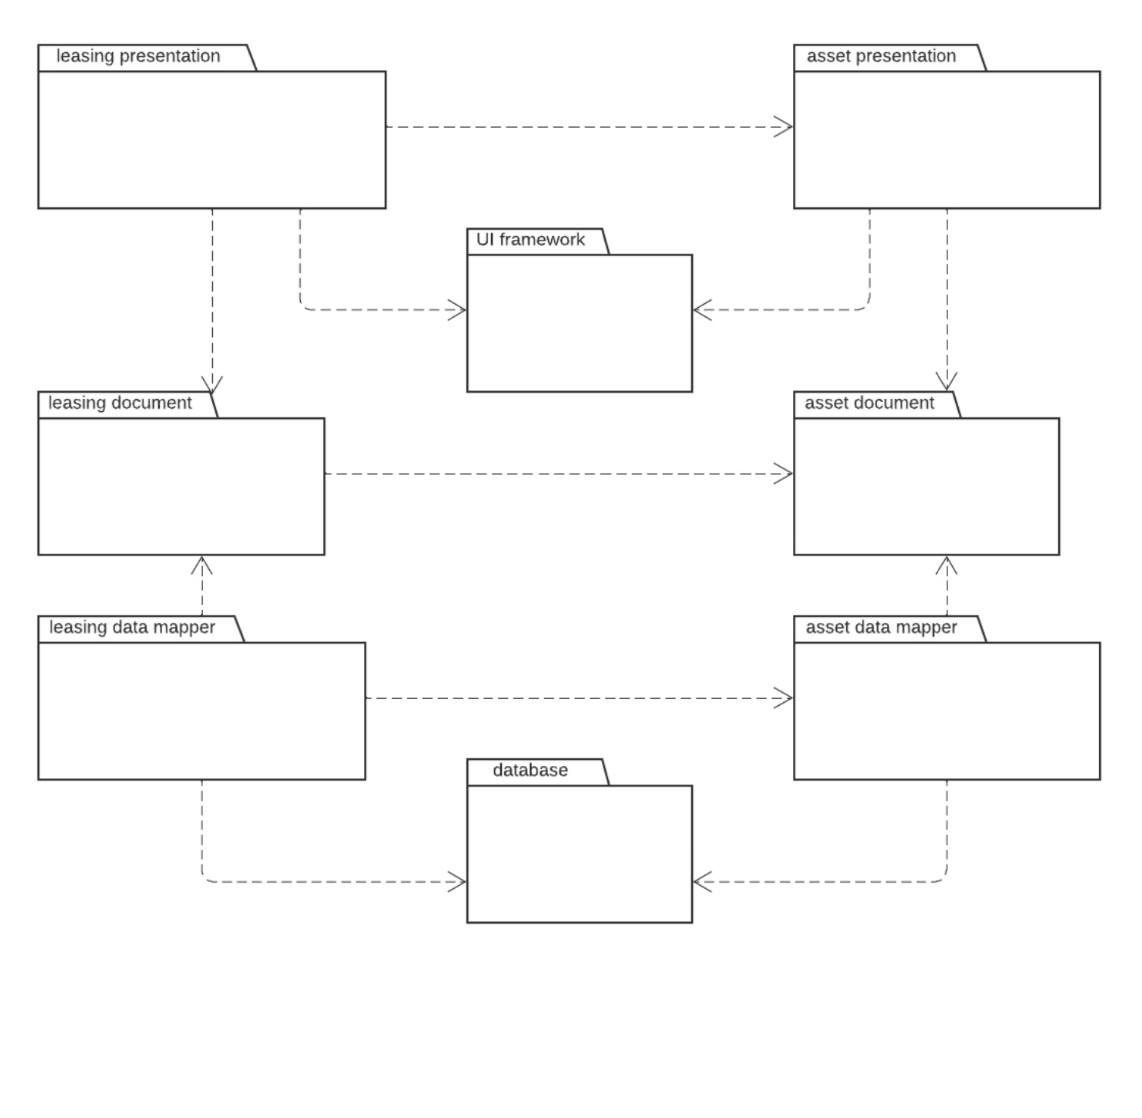 leasing presentation
asset presentation
UI framework
leasing document
asset document
leasing data mapper
asset data mapper
database